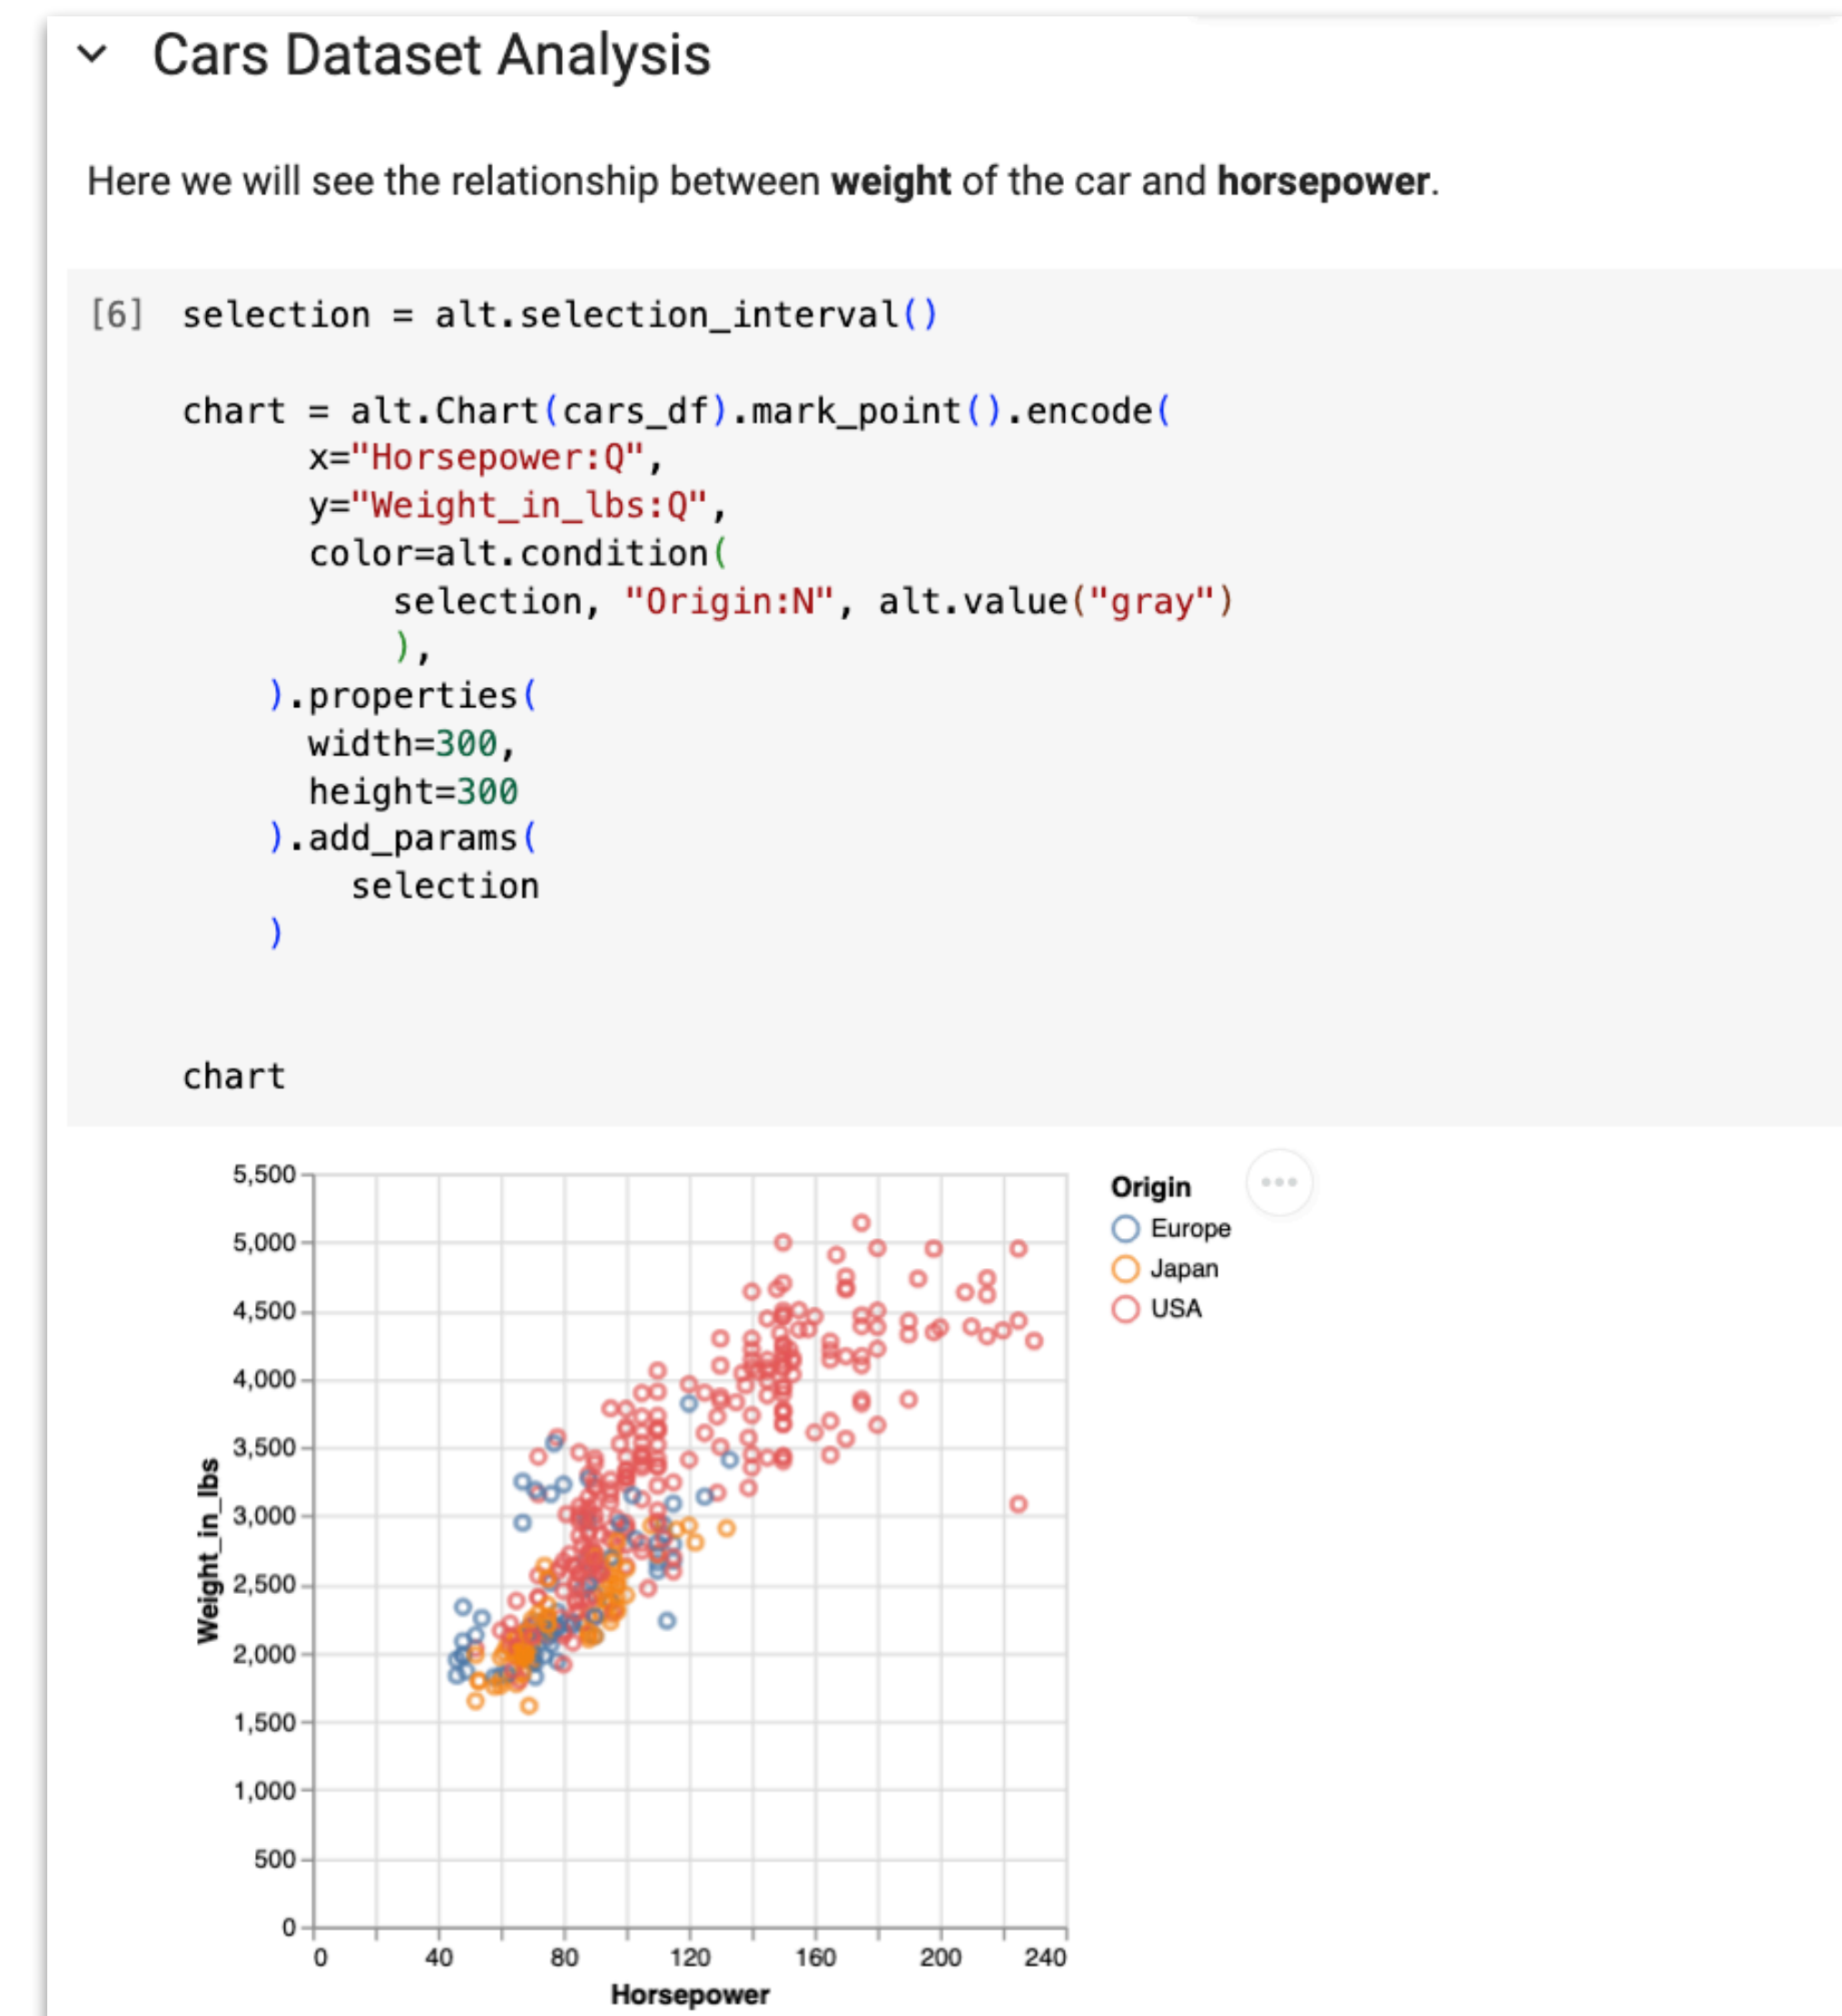 Cars Dataset Analysis
Here we will see the relationship between weight of the car and horsepower.
[6] selection = alt.selection_interval()
chart = alt.Chart(cars_df).mark_point().encode(
x="Horsepower:Q",
y="Weight_in_lbs:Q",
color=alt.condition(
selection, "Origin:N", alt.value("gray")
),
).properties(
width=300,
height=300
).add_params(
selection
)
chart
5,500
5,000
4,500
4,000
3,500
3,000
2,500
2,000
1,500
1,000
500
0
Weight_in_lbs
0 40 80 120 160 200 240
Horsepower
Origin
Europe
Japan
USA